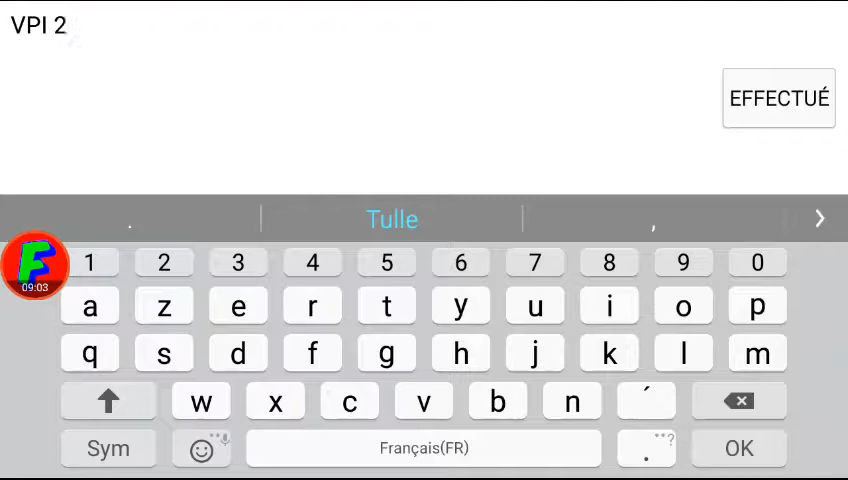 VPI 2
EFFECTUÉ
. Tulle ,
F
09:03
1 2 3 4 5 6 7 8 9 0
a z e r t y u i o p
q s d f g h j k l m
w x c v b n ´
Sym Français(FR) . ? OK